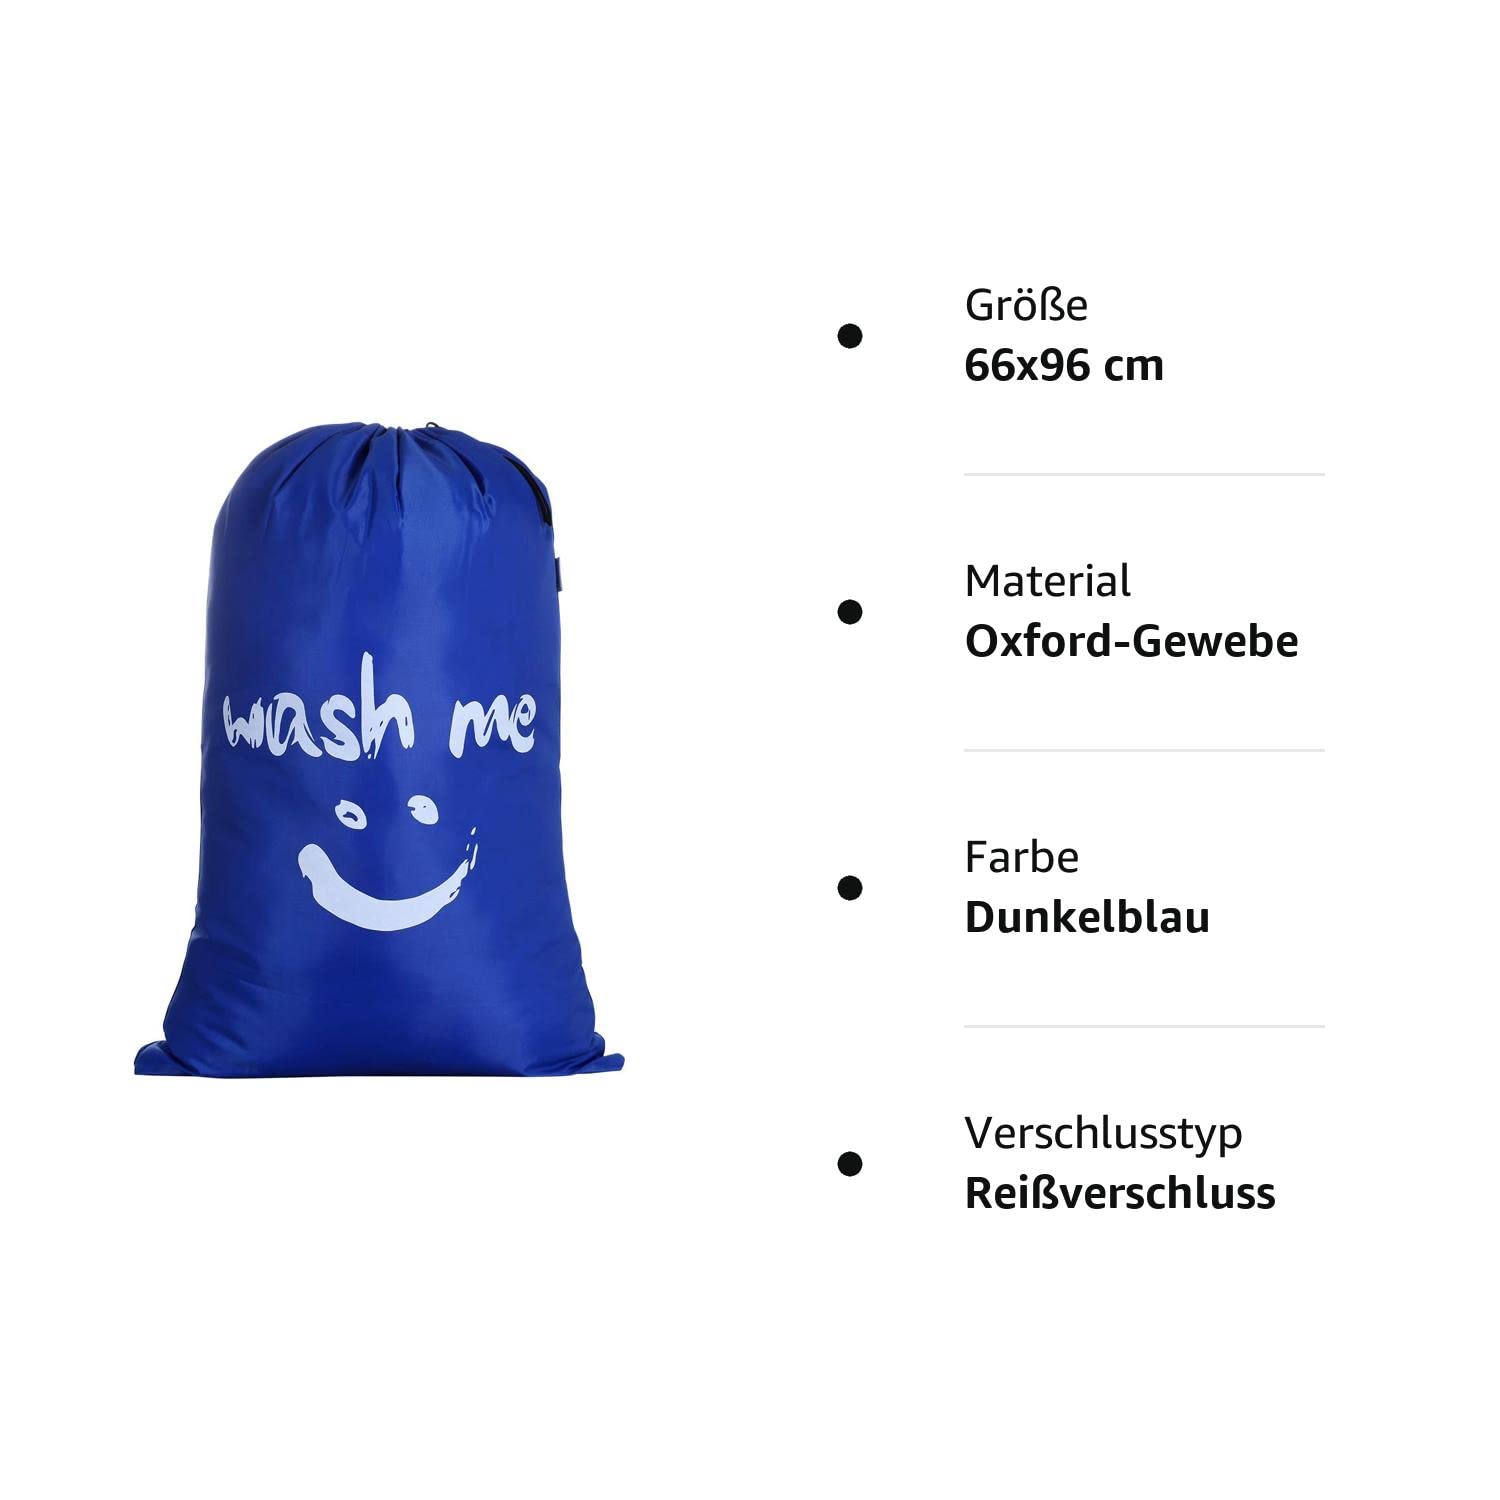 wash me
Größe
66x96 cm
Material
Oxford-Gewebe
Farbe
Dunkelblau
Verschlusstyp
Reißverschluss